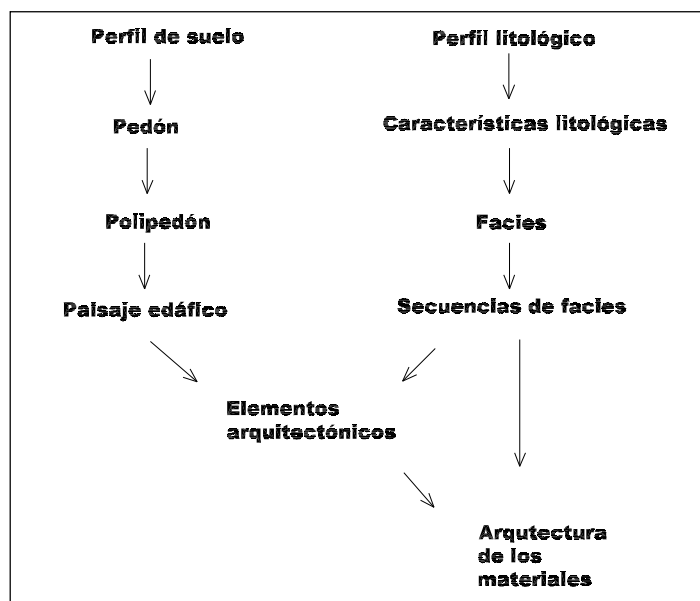 Perfil de suelo
Perfil litológico
Pedón
Características litológicas
Polipedón
Facies
Paisaje edáfico
Secuencias de facies
Elementos
arquitectónicos
Arqutectura
de los
materiales